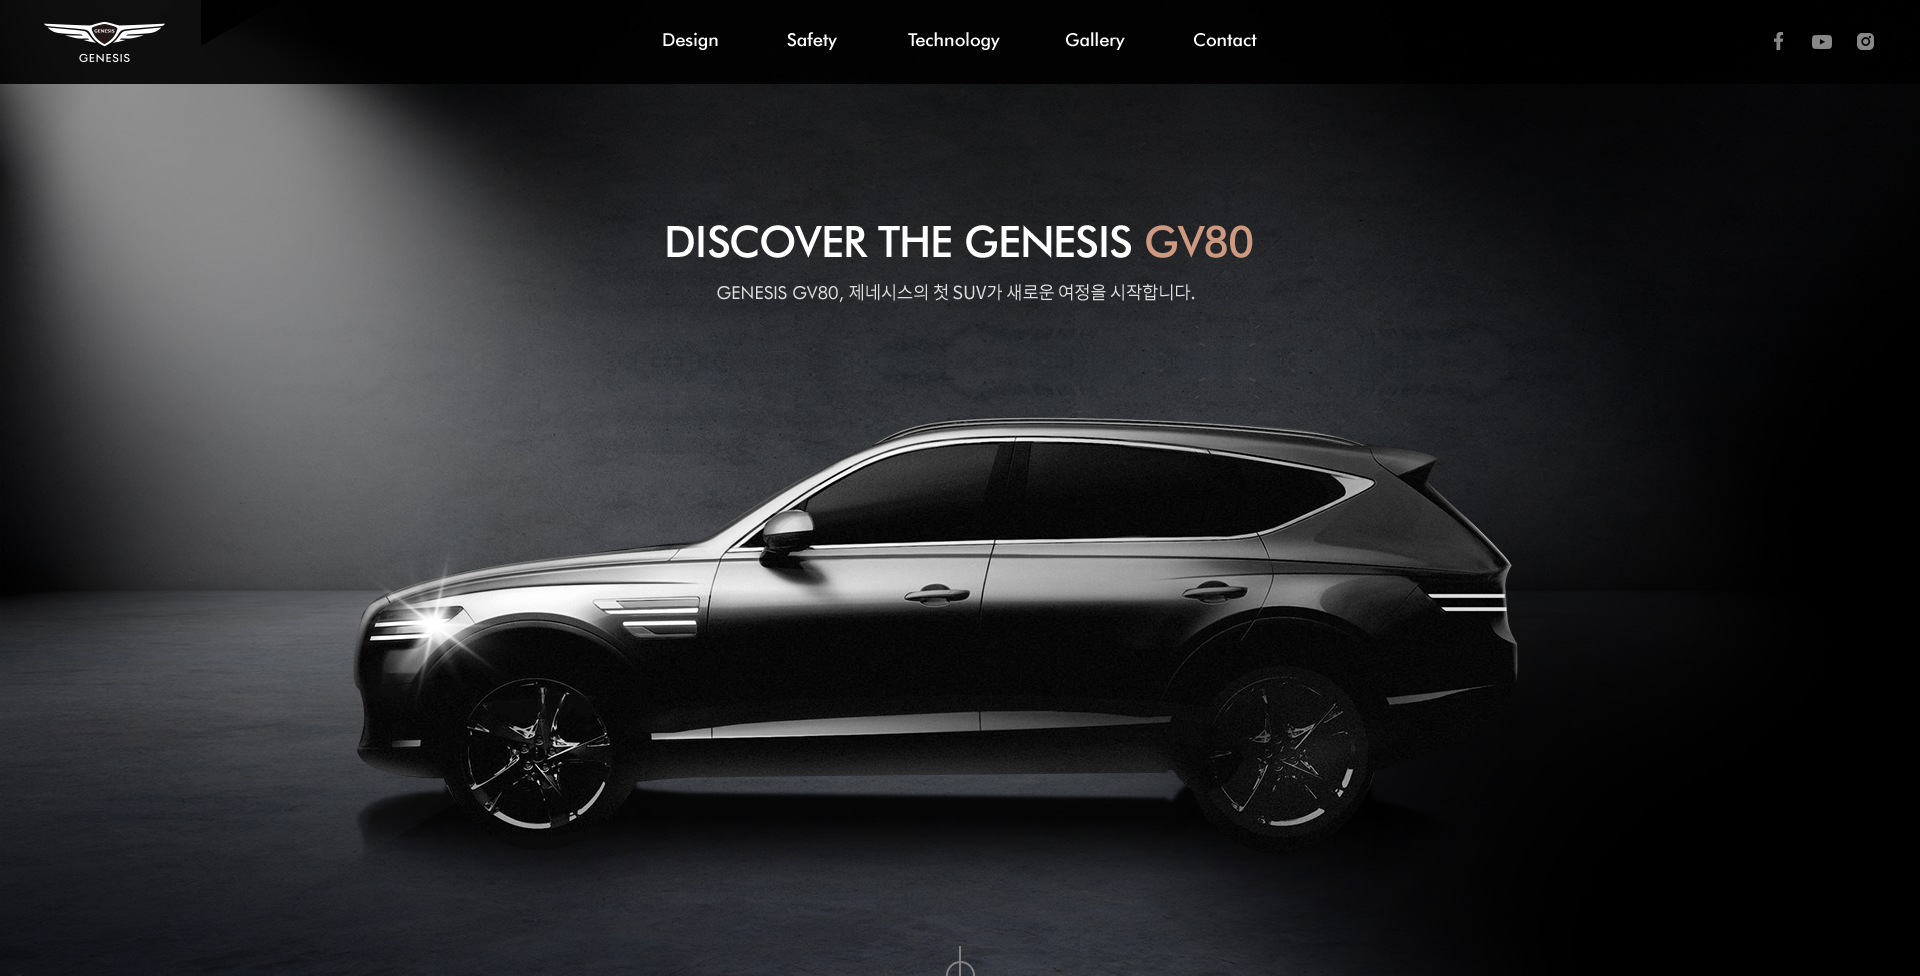 GENESIS
GENESIS
Design Safety Technology Gallery Contact
DISCOVER THE GENESIS GV80
GENESIS GV80, 제네시스의 첫 SUV가 새로운 여정을 시작합니다.